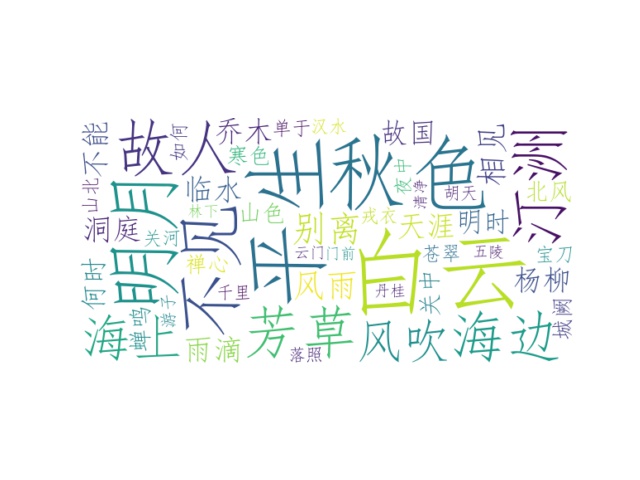 不能
故人
如何
乔木
单于
汉水
故国
相见
汀洲
寒色
平生
秋色
夜中
清净
胡天
北风
山北
明月
临水
林下
山色
不见
别离
戎衣
天涯
明时
洞庭
关河
禅心
云门
门前
白云
苍翠
五陵
宝刀
何时
游子
千里
风雨
丹桂
关中
杨柳
海上
蝉鸣
雨滴
芳草
落照
风吹
海边
城阙